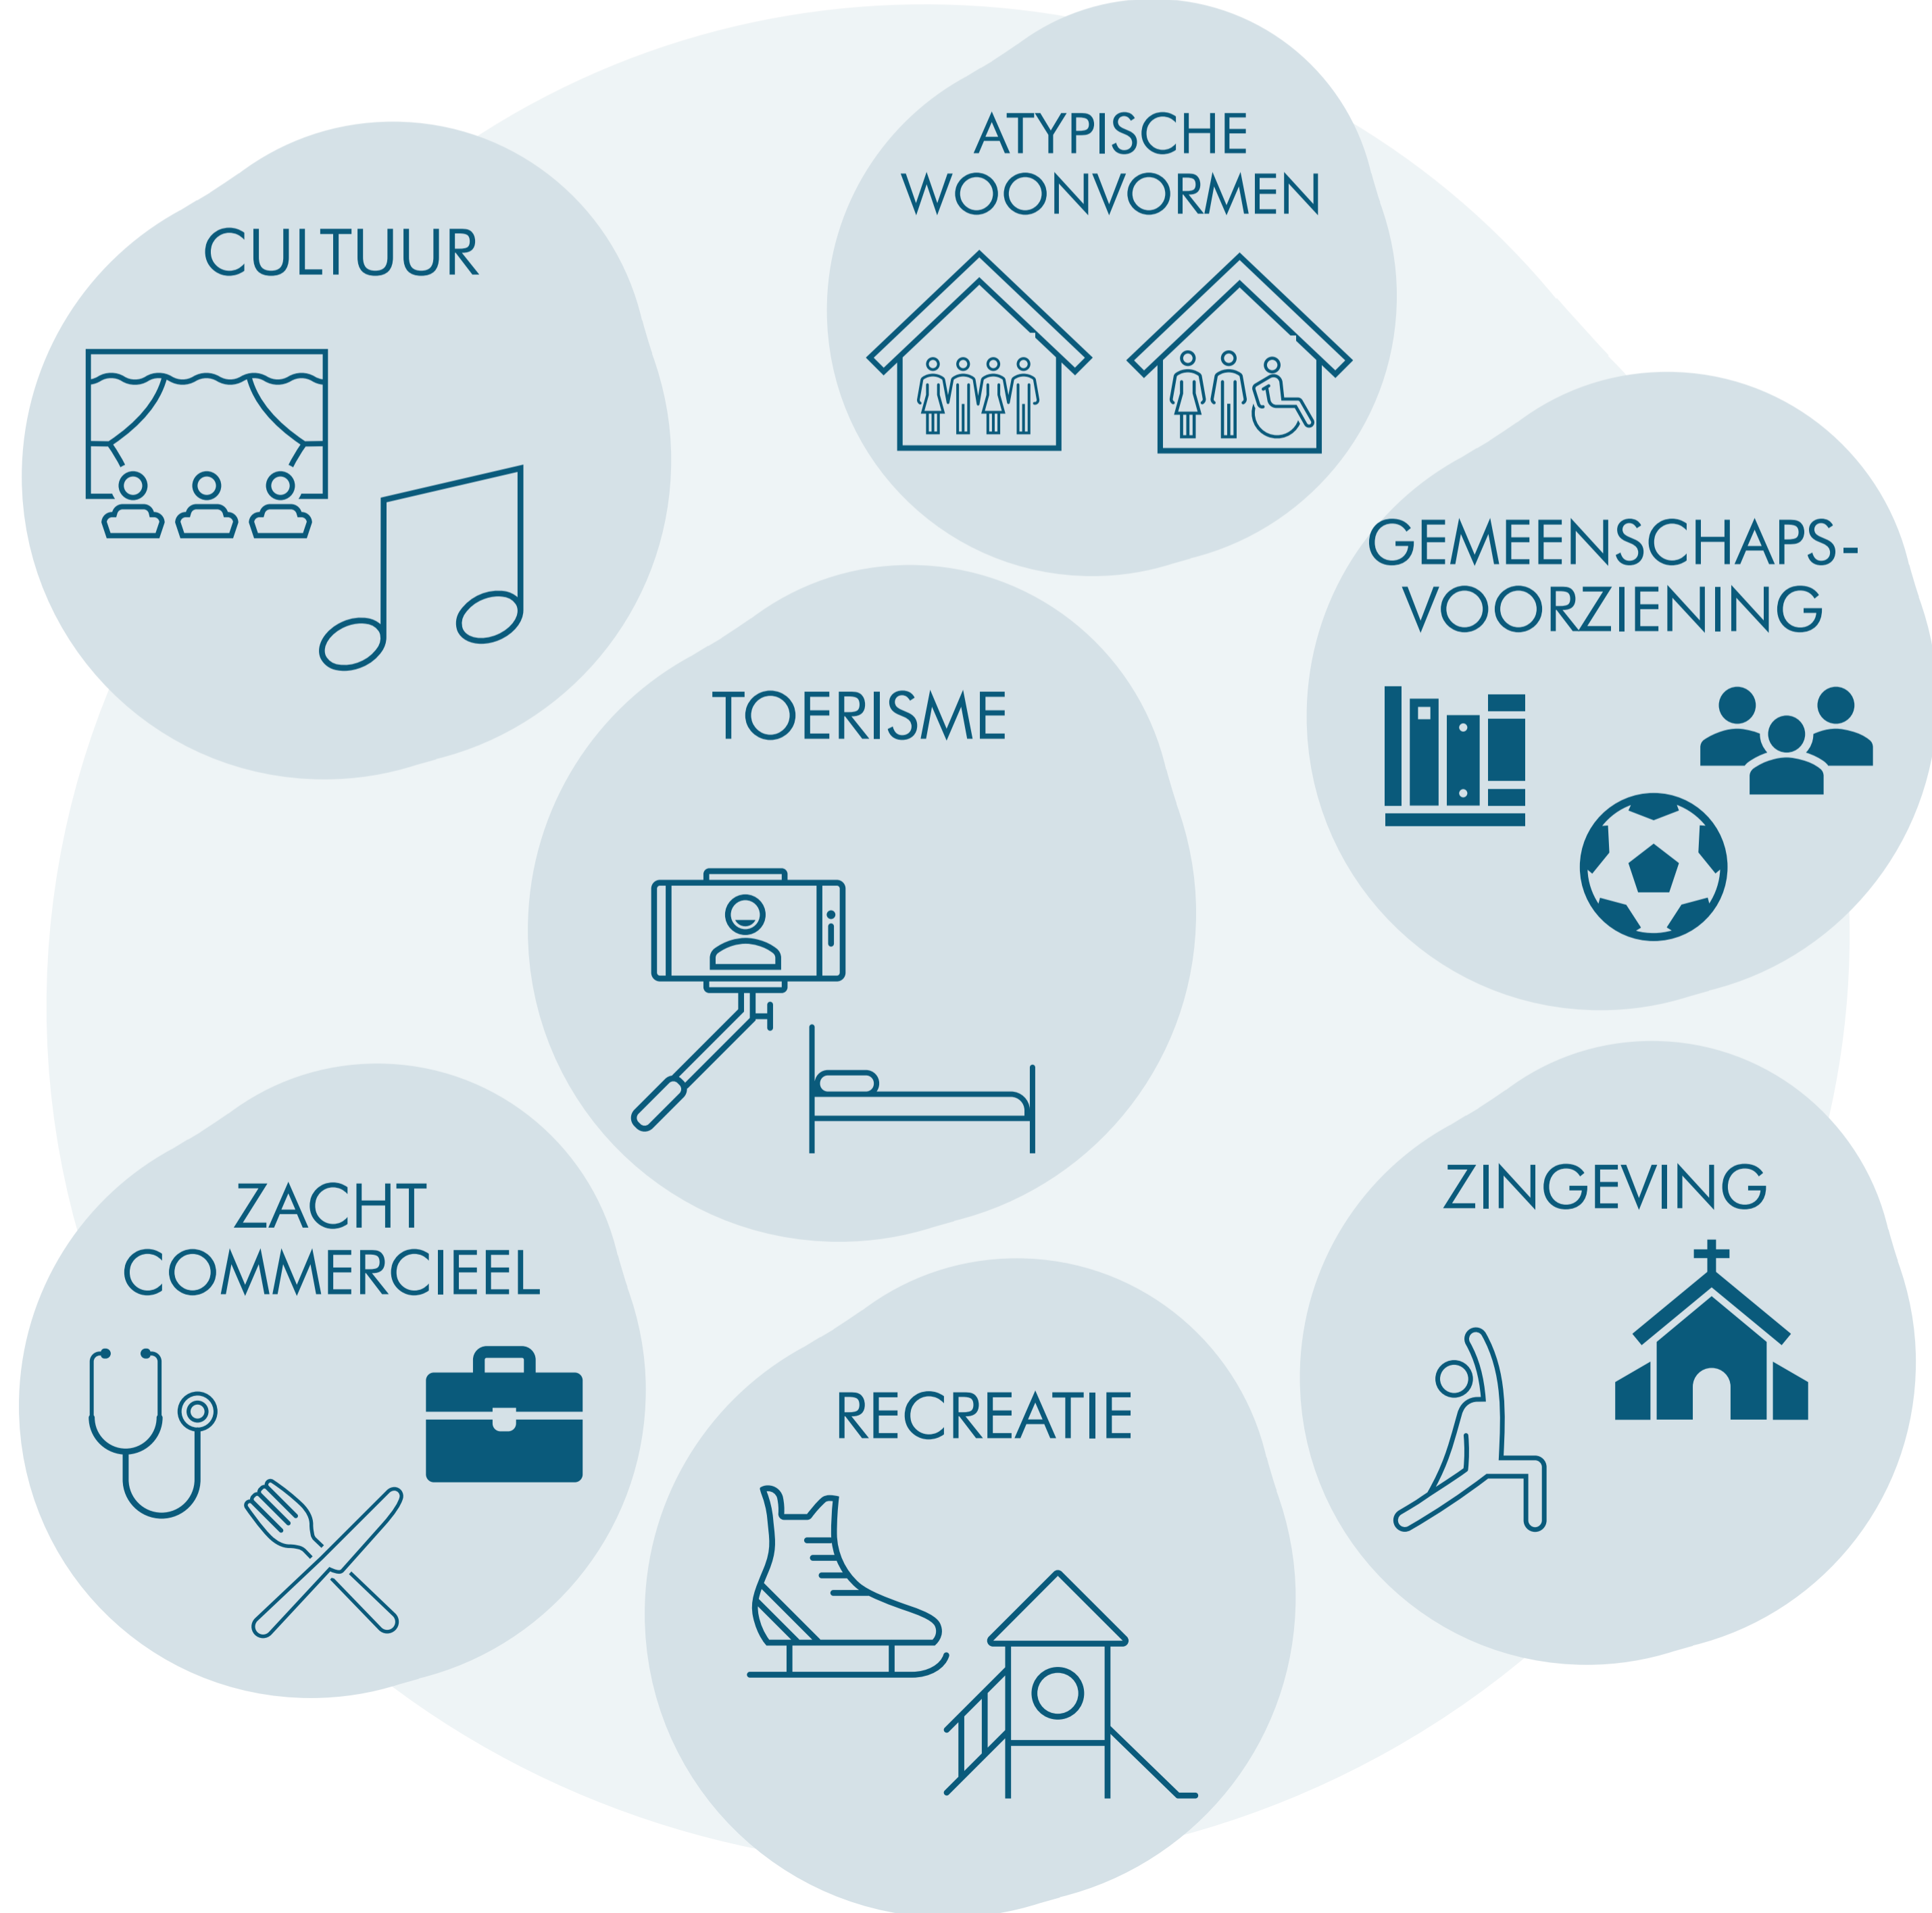 ATYPISCHE
WOONVORMEN
CULTUUR
GEMEENSCHAPS-
VOORZIENING
TOERISME
ZACHT
COMMERCIEEL
ZINGEVING
RECREATIE